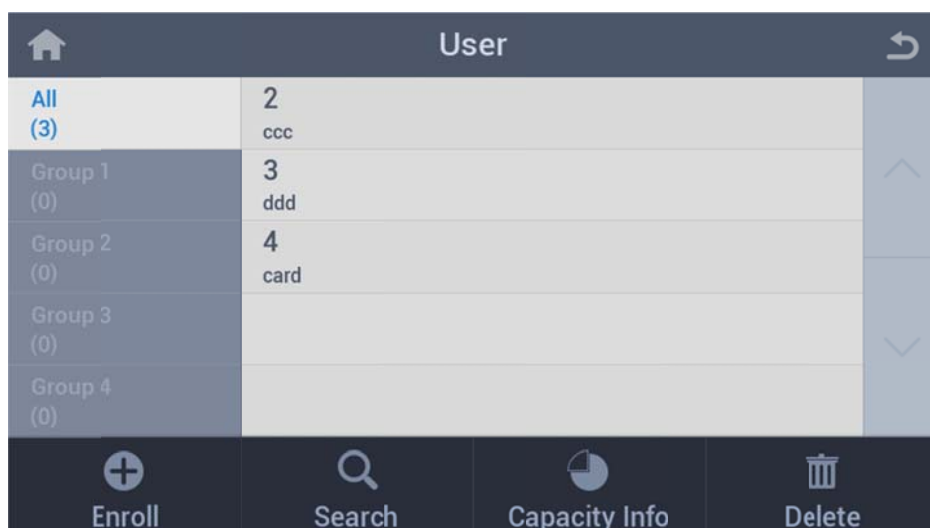 User
All
(3)
Group 1
(0)
Group 2
(0)
Group 3
(0)
Group 4
(0)
2
ccc
3
ddd
4
card
Enroll
Search
Capacity Info
Delete